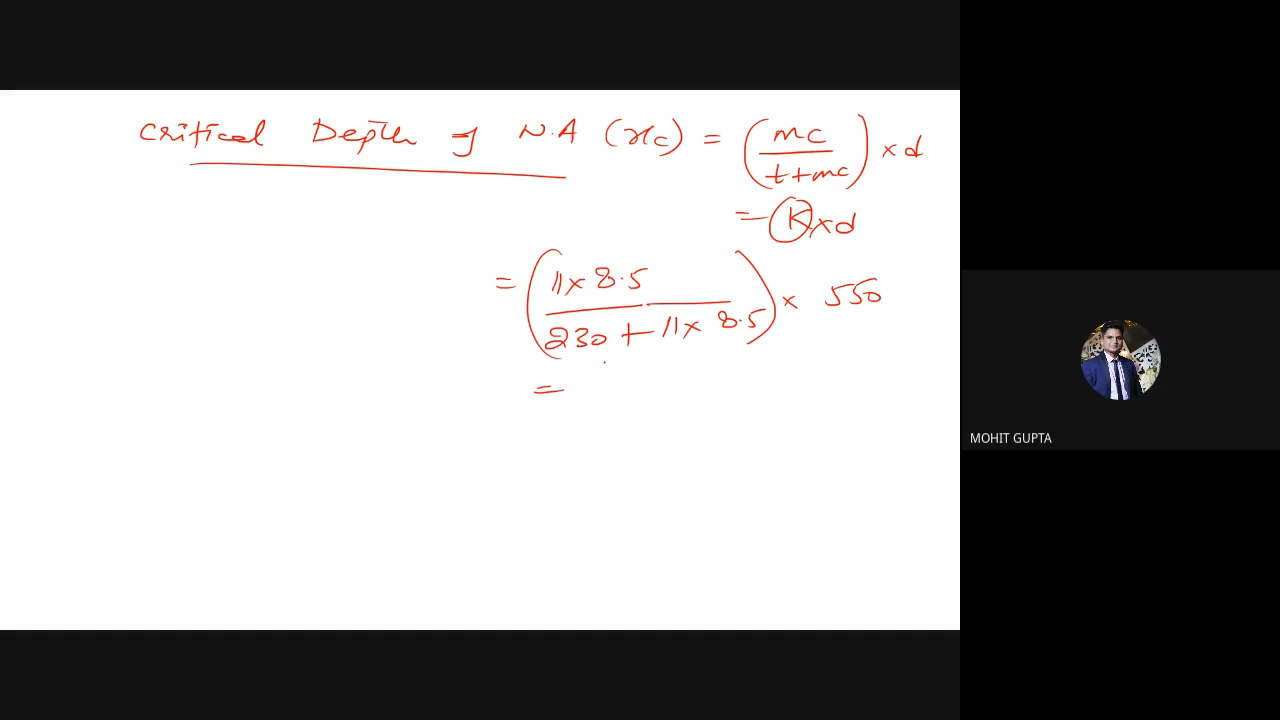 Critical Depth of N.A (xc) = (mc / t+mc) × d
= K × d
= (11 × 8.5 / 230 + 11 × 8.5) × 550
=
MOHIT GUPTA